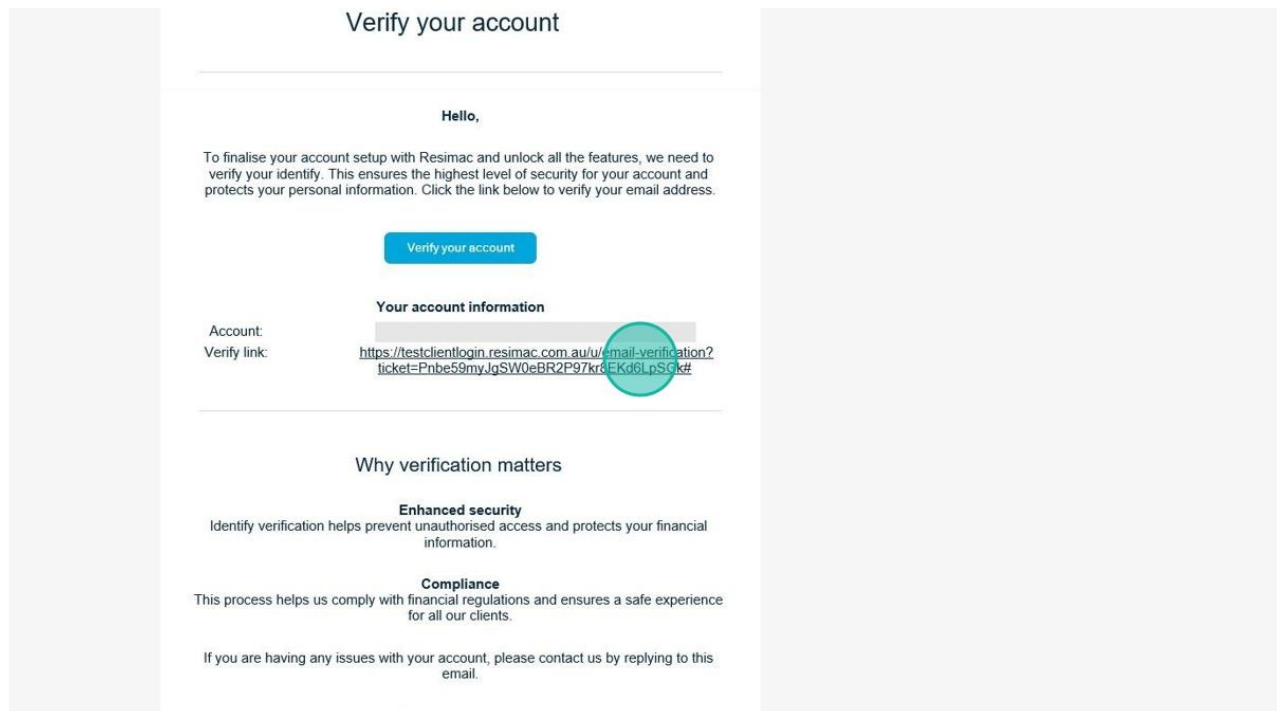 Verify your account
Hello,
To finalise your account setup with Resimac and unlock all the features, we need to
verify your identify. This ensures the highest level of security for your account and
protects your personal information. Click the link below to verify your email address.
Verify your account
Your account information
Account:
Verify link: https://testclientlogin.resimac.com.au/u/email-verification?
ticket=Pnbe59myJgSW0eBR2P97kr8EKd6LpSGk#
Why verification matters
Enhanced security
Identify verification helps prevent unauthorised access and protects your financial
information.
Compliance
This process helps us comply with financial regulations and ensures a safe experience
for all our clients.
If you are having any issues with your account, please contact us by replying to this
email.